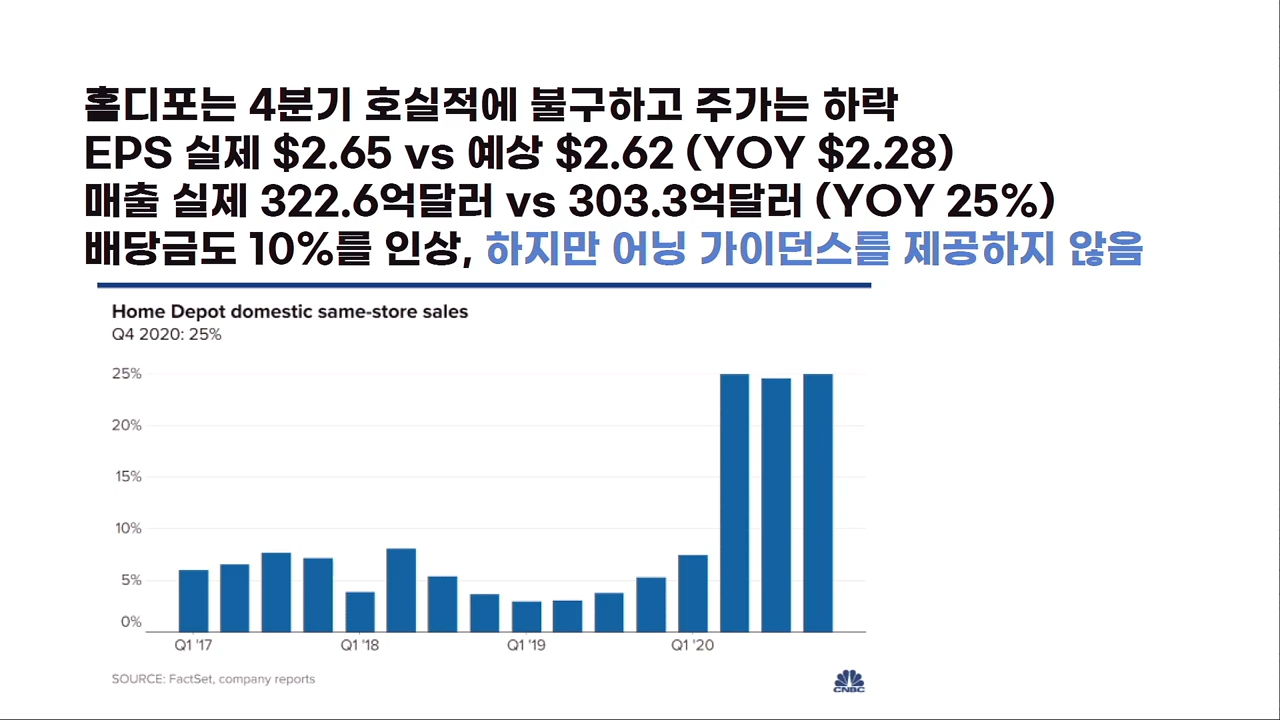 홀디포는 4분기 호실적에 불구하고 주가는 하락
EPS 실제 $2.65 vs 예상 $2.62 (YOY $2.28)
매출 실제 322.6억달러 vs 303.3억달러 (YOY 25%)
배당금도 10%를 인상, 하지만 어닝 가이던스를 제공하지 않음
Home Depot domestic same-store sales
Q4 2020: 25%
25%
20%
15%
10%
5%
0%
Q1 '17 Q1 '18 Q1 '19 Q1 '20
SOURCE: FactSet, company reports
CNBC